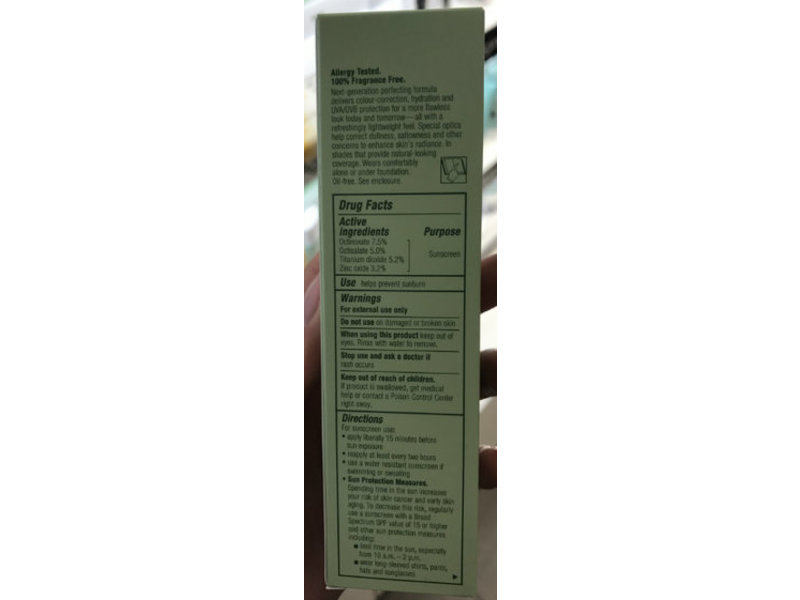 Allergy Tested.
100% Fragrance Free.
Next-generation perfecting formula
delivers colour-correction, hydration and
UVA/UVB protection for a more flawless
look today and tomorrow—all with a
refreshingly lightweight feel. Special optics
help correct dullness, sallowness and other
concerns to enhance skin's radiance. In
shades that provide natural-looking
coverage. Wears comfortably
alone or under foundation.
Oil-free. See enclosure.
Drug Facts
Active
ingredients Purpose
Octinoxate 7.5%
Octisalate 5.0%
Titanium dioxide 5.2% Sunscreen
Zinc oxide 3.2%
Use helps prevent sunburn
Warnings
For external use only
Do not use on damaged or broken skin
When using this product keep out of
eyes. Rinse with water to remove.
Stop use and ask a doctor if
rash occurs
Keep out of reach of children.
If product is swallowed, get medical
help or contact a Poison Control Center
right away.
Directions
For sunscreen use:
• apply liberally 15 minutes before
sun exposure
• reapply at least every two hours
• use a water resistant sunscreen if
swimming or sweating
• Sun Protection Measures.
Spending time in the sun increases
your risk of skin cancer and early skin
aging. To decrease this risk, regularly
use a sunscreen with a Broad
Spectrum SPF value of 15 or higher
and other sun protection measures
including:
■ limit time in the sun, especially
from 10 a.m. – 2 p.m.
■ wear long-sleeved shirts, pants,
hats and sunglasses